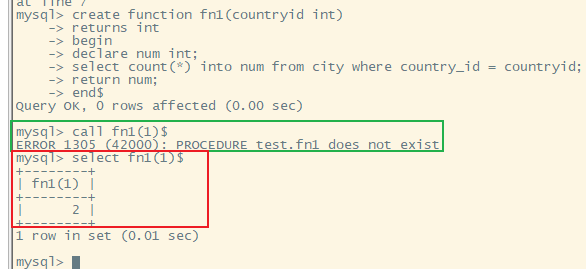 at line 7
mysql> create function fn1(countryid int)
    -> returns int
    -> begin
    -> declare num int;
    -> select count(*) into num from city where country_id = countryid;
    -> return num;
    -> end$
Query OK, 0 rows affected (0.00 sec)
mysql> call fn1(1)$
ERROR 1305 (42000): PROCEDURE test.fn1 does not exist
mysql> select fn1(1)$
+--------+
| fn1(1) |
+--------+
|      2 |
+--------+
1 row in set (0.01 sec)
mysql>